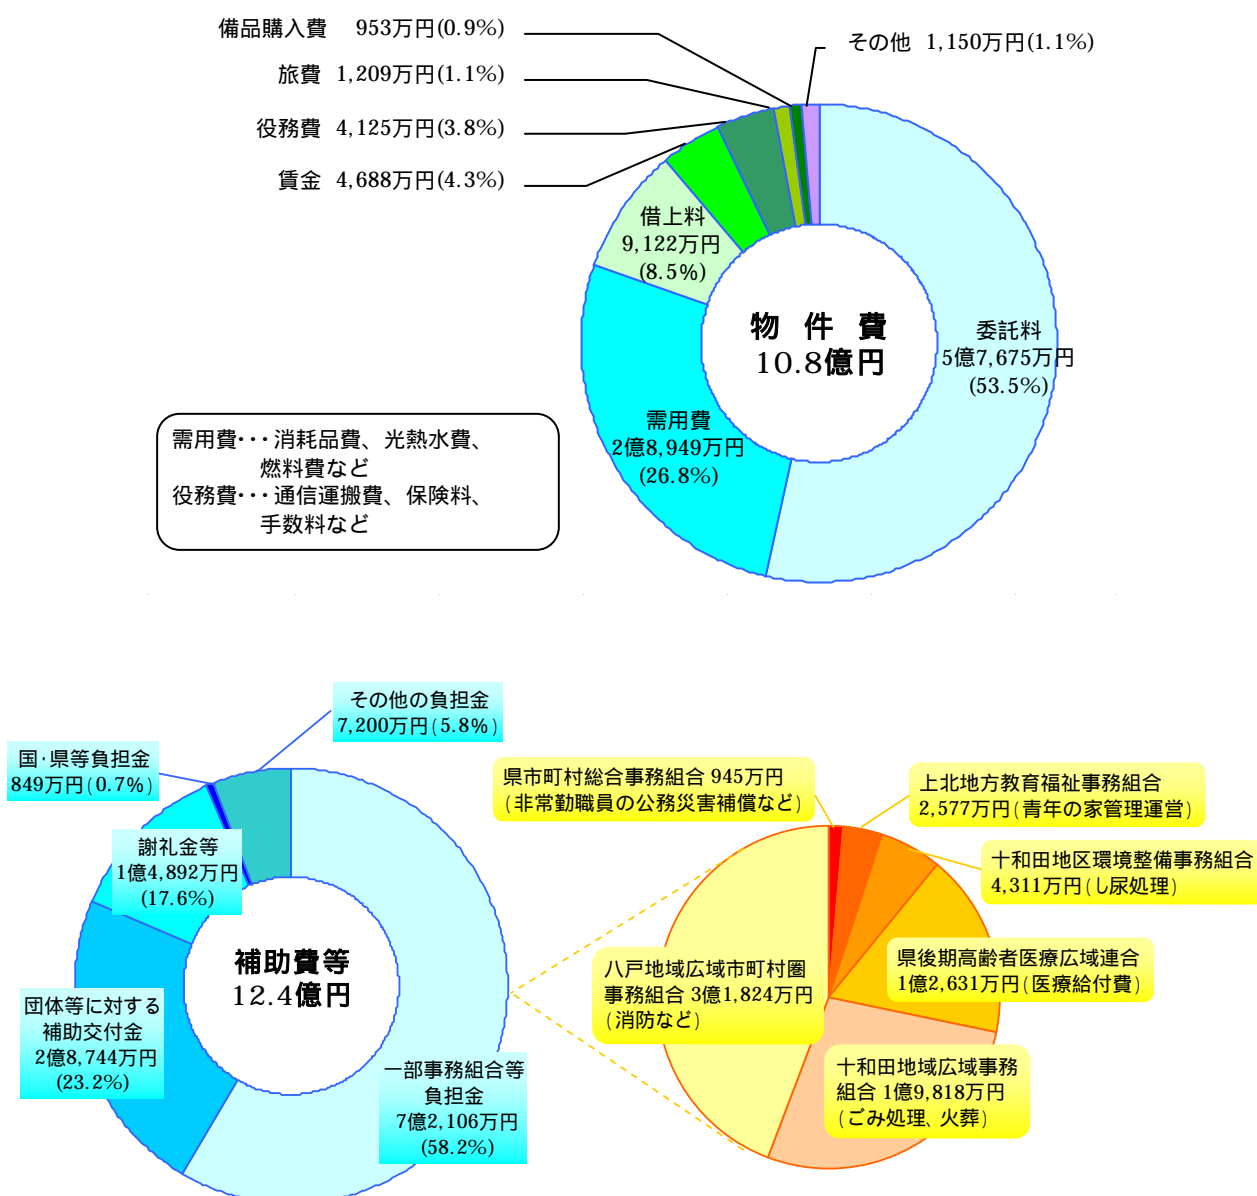 備品購入費 953万円(0.9%)
その他 1,150万円(1.1%)
旅費 1,209万円(1.1%)
役務費 4,125万円(3.8%)
賃金 4,688万円(4.3%)
借上料
9,122万円
(8.5%)
物 件 費
10.8億円
委託料
5億7,675万円
(53.5%)
需用費
2億8,949万円
(26.8%)
需用費･･･消耗品費、光熱水費、
燃料費など
役務費･･･通信運搬費、保険料、
手数料など
その他の負担金
7,200万円(5.8%)
国･県等負担金
849万円(0.7%)
謝礼金等
1億4,892万円
(17.6%)
補助費等
12.4億円
団体等に対する
補助交付金
2億8,744万円
(23.2%)
一部事務組合等
負担金
7億2,106万円
(58.2%)
県市町村総合事務組合 945万円
(非常勤職員の公務災害補償など)
上北地方教育福祉事務組合
2,577万円(青年の家管理運営)
十和田地区環境整備事務組合
4,311万円(し尿処理)
県後期高齢者医療広域連合
1億2,631万円(医療給付費)
八戸地域広域市町村圏
事務組合 3億1,824万円
(消防など)
十和田地域広域事務
組合 1億9,818万円
(ごみ処理、火葬)